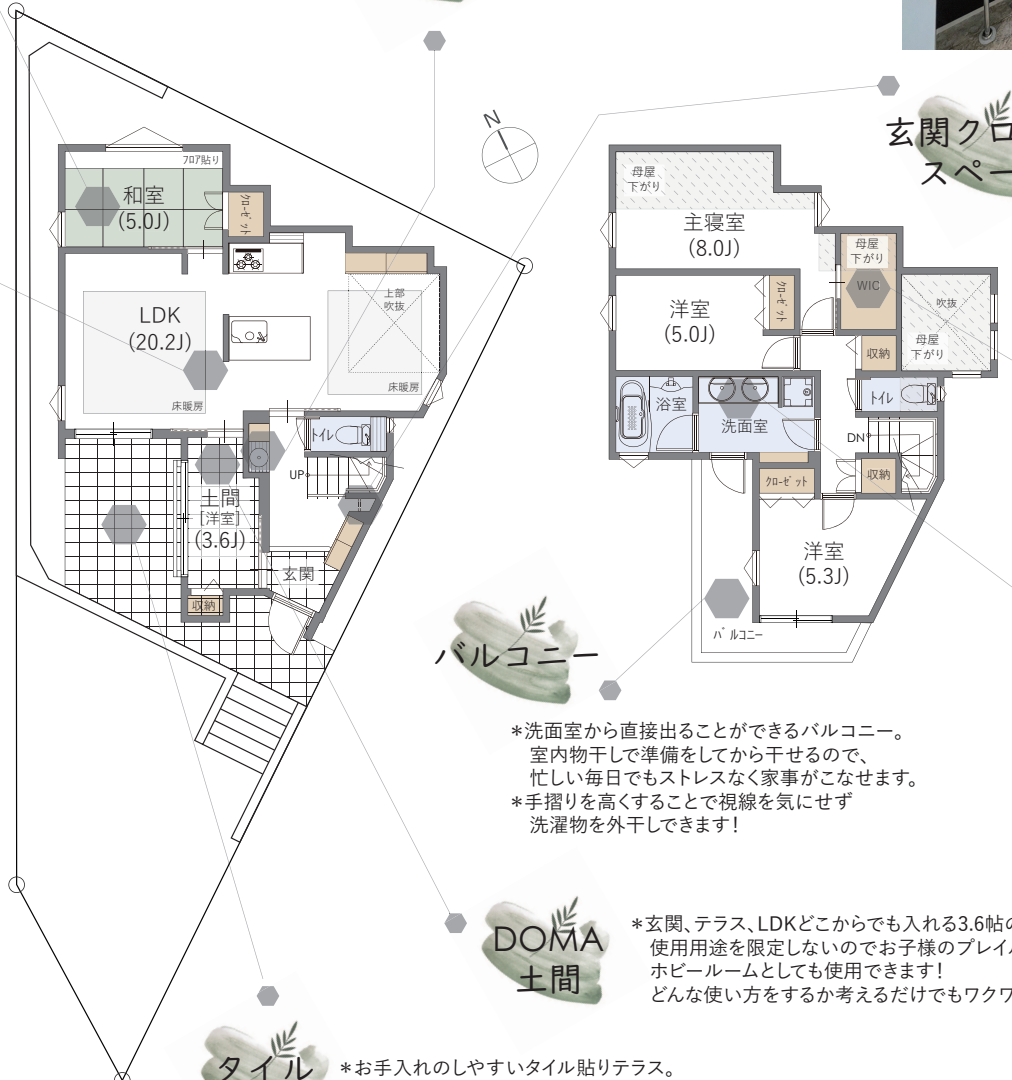 N
フロア貼り
和室
(5.0J)
クローゼット
LDK
(20.2J)
床暖房
上部
吹抜
床暖房
トイレ
UP
土間
[洋室]
(3.6J)
玄関
収納
玄関クロ
スペー
母屋
下がり
主寝室
(8.0J)
母屋
下がり
WIC
洋室
(5.0J)
クローゼット
吹抜
母屋
下がり
収納
浴室
洗面室
トイレ
DN
収納
クローゼット
洋室
(5.3J)
バルコニー
バルコニー
*洗面室から直接出ることができるバルコニー。
室内物干しで準備をしてから干せるので、
忙しい毎日でもストレスなく家事がこなせます。
*手摺りを高くすることで視線を気にせず
洗濯物を外干しできます!
DOMA
土間
*玄関、テラス、LDKどこからでも入れる3.6帖の
使用用途を限定しないのでお子様のプレイル
ホビールームとしても使用できます!
どんな使い方をするか考えるだけでもワクワ
タイル
*お手入れのしやすいタイル貼りテラス。